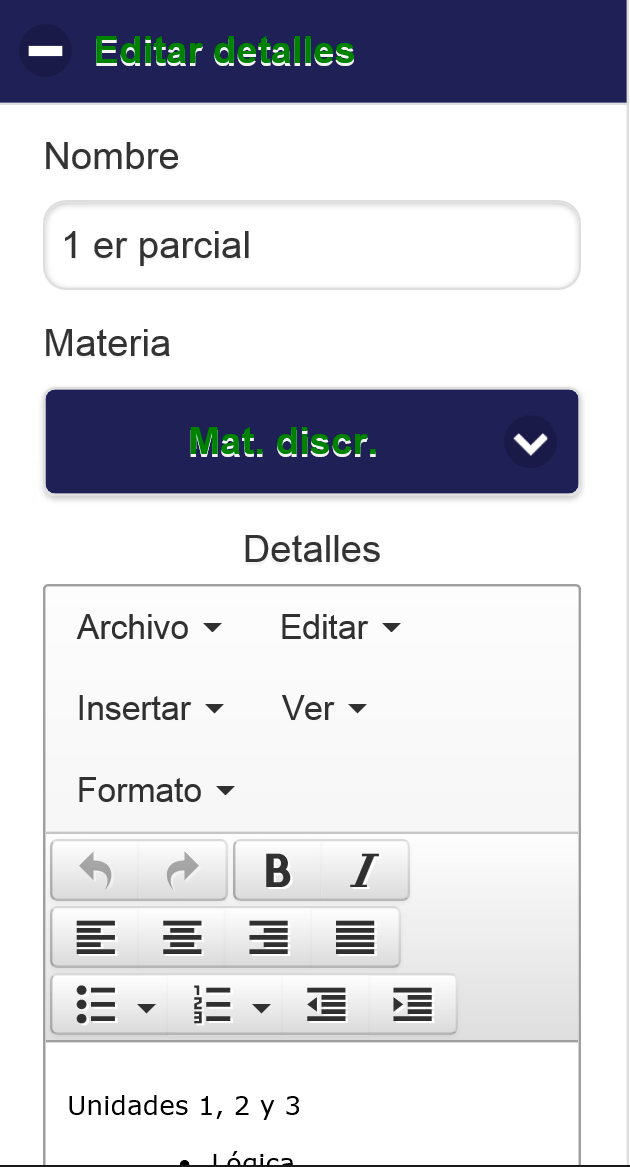 Editar detalles
Nombre
1 er parcial
Materia
Mat. discr.
Detalles
Archivo Editar
Insertar Ver
Formato
B I
Unidades 1, 2 y 3
Lógica